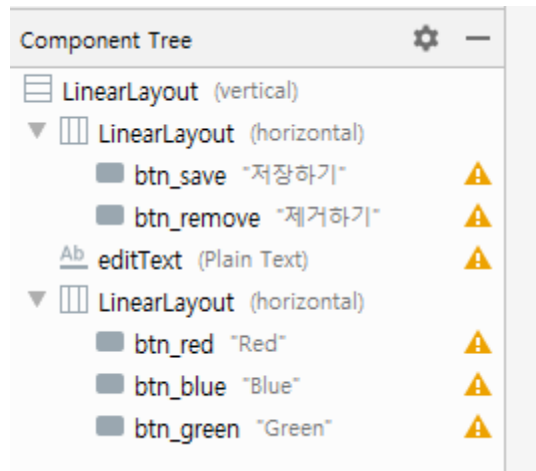 Component Tree
LinearLayout (vertical)
LinearLayout (horizontal)
btn_save "저장하기"
btn_remove "제거하기"
Ab editText (Plain Text)
LinearLayout (horizontal)
btn_red "Red"
btn_blue "Blue"
btn_green "Green"